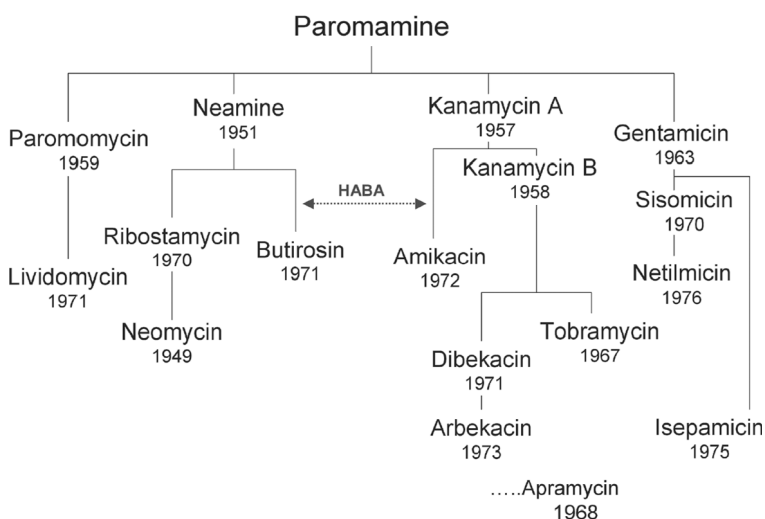 Paromamine
Neamine
1951
Kanamycin A
1957
Paromomycin
1959
Gentamicin
1963
Kanamycin B
1958
HABA
Sisomicin
1970
Ribostamycin
1970
Butirosin
1971
Amikacin
1972
Lividomycin
1971
Netilmicin
1976
Neomycin
1949
Tobramycin
1967
Dibekacin
1971
Arbekacin
1973
Isepamicin
1975
.....Apramycin
1968